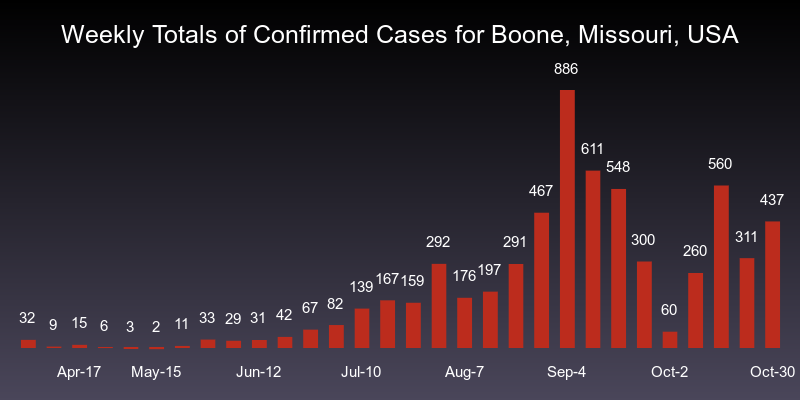 Weekly Totals of Confirmed Cases for Boone, Missouri, USA
32 9 15 6 3 2 11 33 29 31 42 67 82 139 167 159 292 176 197 291 467 886 611 548 300 60 260 560 311 437
Apr-17 May-15 Jun-12 Jul-10 Aug-7 Sep-4 Oct-2 Oct-30